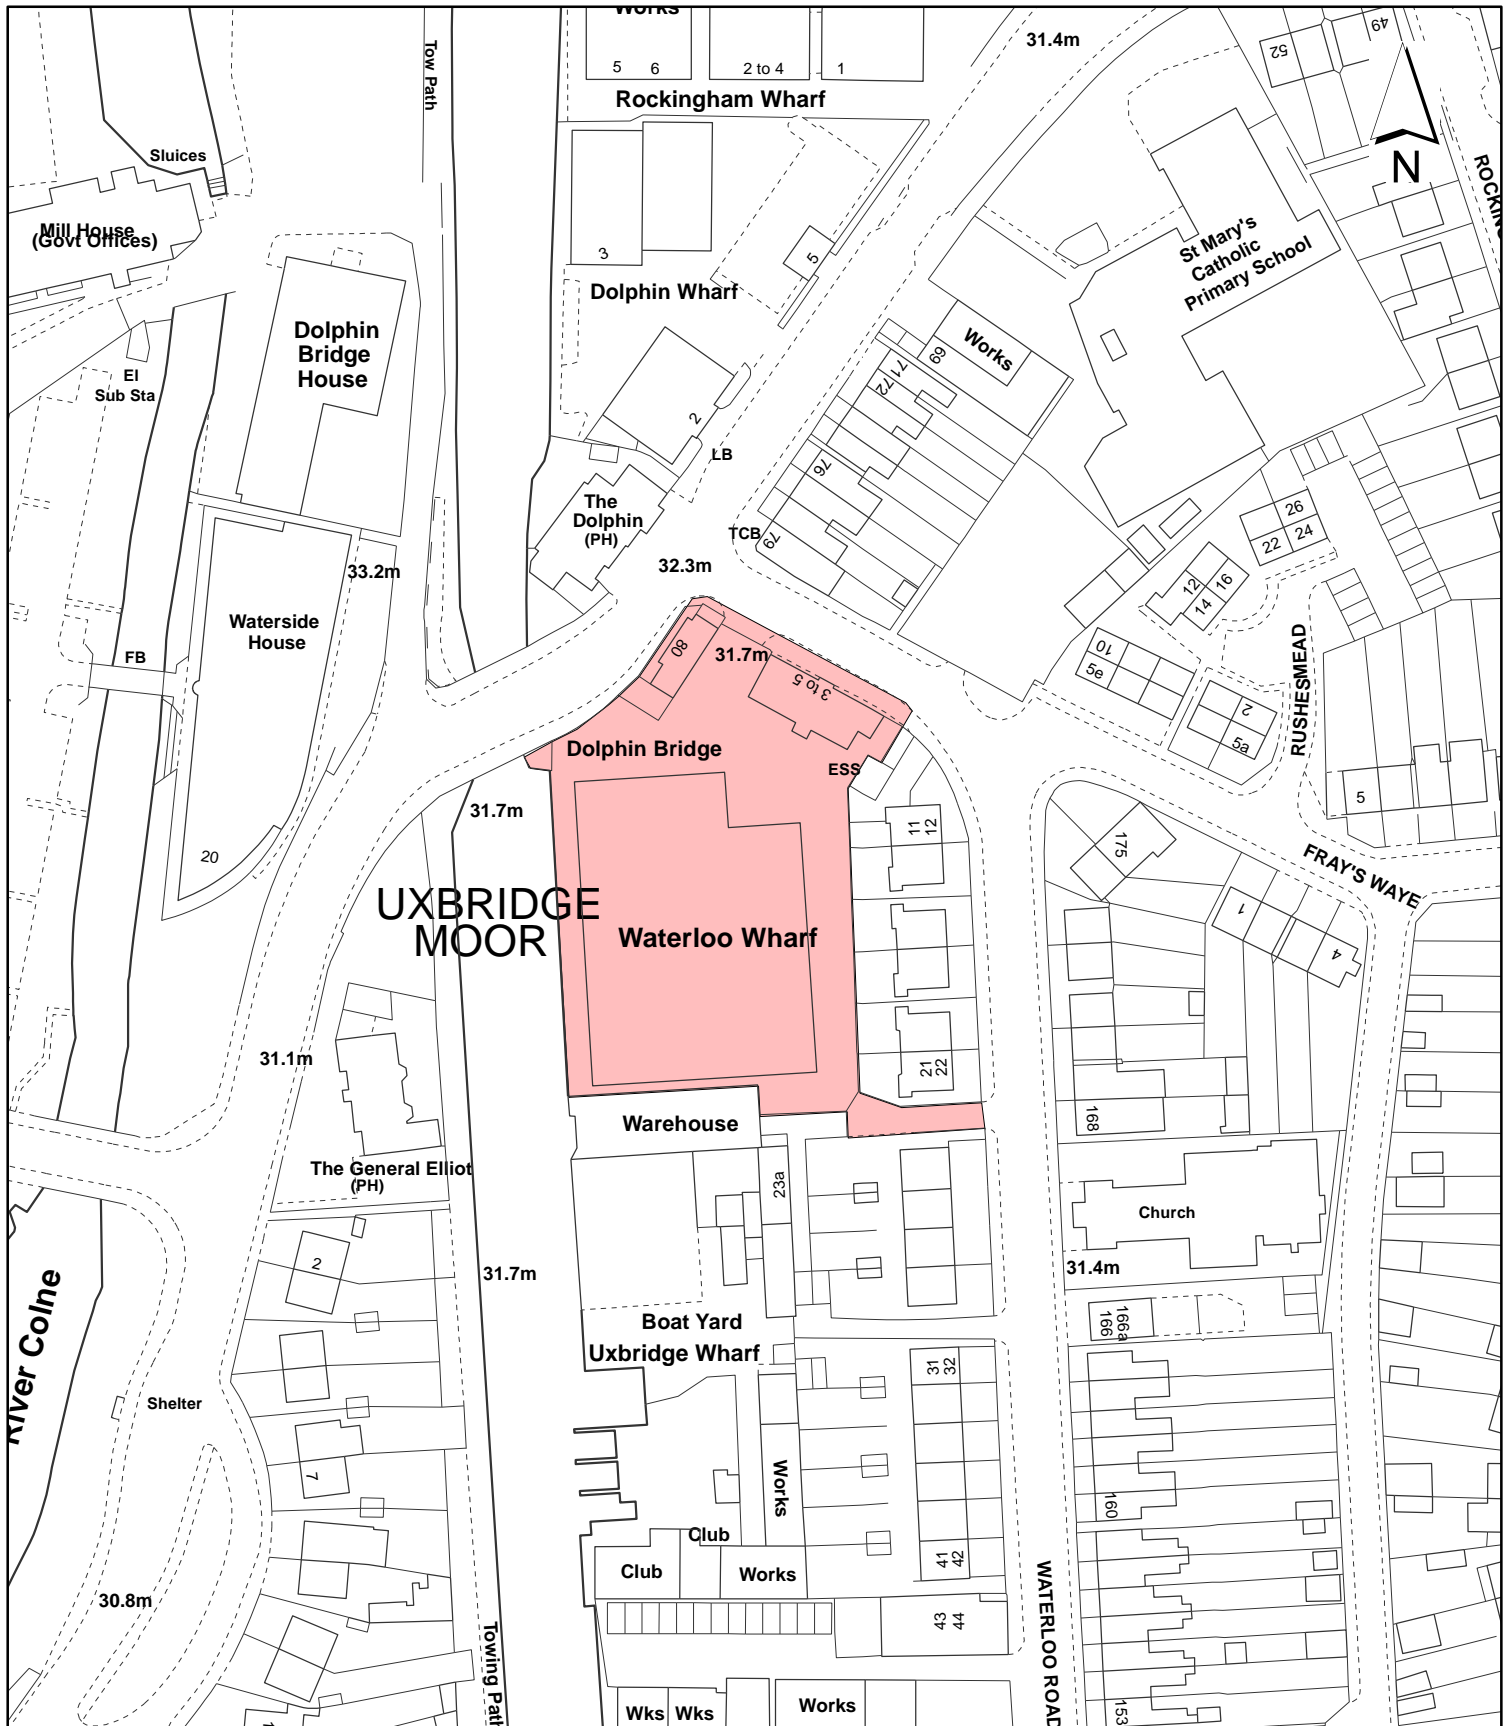 Works
5 6
2 to 4
1
Rockingham Wharf
31.4m
52
49
N
Tow Path
Sluices
Mill House
(Govt Offices)
3
5
Dolphin Wharf
St Mary's
Catholic
Primary School
Dolphin
Bridge
House
El
Sub Sta
Works
69
71
72
2
LB
76
The
Dolphin
(PH)
TCB
79
26
22 24
32.3m
33.2m
12 16
14
Waterside
House
FB
80
31.7m
3 to 5
10
5e
2
5a
RUSHESMEAD
Dolphin Bridge
ESS
31.7m
5
11
12
175
20
FRAY'S WAYE
UXBRIDGE
MOOR
Waterloo Wharf
1
4
31.1m
21
22
168
Warehouse
The General Elliot
(PH)
23a
Church
2
31.7m
31.4m
River Colne
Boat Yard
Uxbridge Wharf
166
166a
31
32
Shelter
7
Works
160
Club
Club
Works
41
42
30.8m
43
44
WATERLOO ROAD
Towing Path
Wks Wks
Works
153